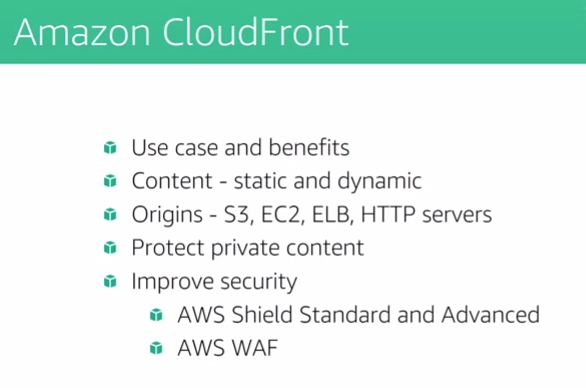 Amazon CloudFront
Use case and benefits
Content - static and dynamic
Origins - S3, EC2, ELB, HTTP servers
Protect private content
Improve security
AWS Shield Standard and Advanced
AWS WAF